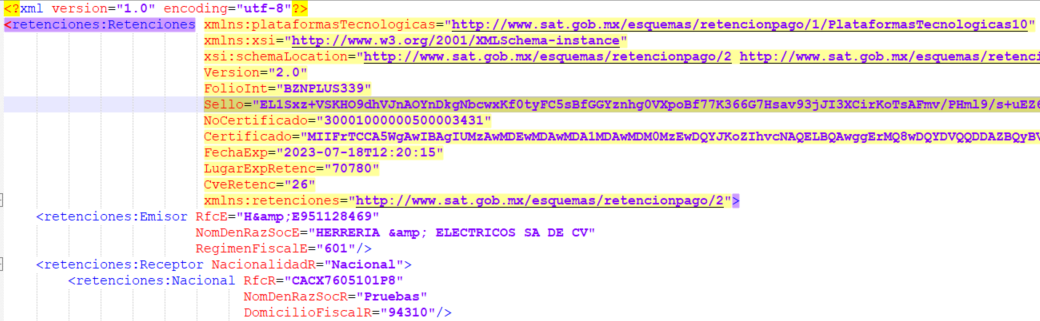 <?xml version="1.0" encoding="utf-8"?>
<retenciones:Retenciones xmlns:plataformasTecnologicas="http://www.sat.gob.mx/esquemas/retencionpago/1/PlataformasTecnologicas10"
xmlns:xsi="http://www.w3.org/2001/XMLSchema-instance"
xsi:schemaLocation="http://www.sat.gob.mx/esquemas/retencionpago/2 http://www.sat.gob.mx/esquemas/retenci
Version="2.0"
FolioInt="BZNPLUS339"
Sello="EL1Sxz+VSKHO9dhVJnAOYnDkgNbcwxKf0tyFC5sBfGGYznhg0VXpoBf77K366G7Hsav93jJI3XCirKoTsAFmv/PHml9/s+uEZ6
NoCertificado="30001000000500003431"
Certificado="MIIFrTCCA5WgAwIBAgIUMzAwMDEwMDAwMDA1MDAwMDM0MzEwDQYJKoZIhvcNAQELBQAwggErMQ8wDQYDVQQDDAZBQyBV
FechaExp="2023-07-18T12:20:15"
LugarExpRetenc="70780"
CveRetenc="26"
xmlns:retenciones="http://www.sat.gob.mx/esquemas/retencionpago/2">
<retenciones:Emisor RfcE="H&amp;E951128469"
NomDenRazSocE="HERRERIA &amp; ELECTRICOS SA DE CV"
RegimenFiscalE="601"/>
<retenciones:Receptor NacionalidadR="Nacional">
<retenciones:Nacional RfcR="CACX7605101P8"
NomDenRazSocR="Pruebas"
DomicilioFiscalR="94310"/>